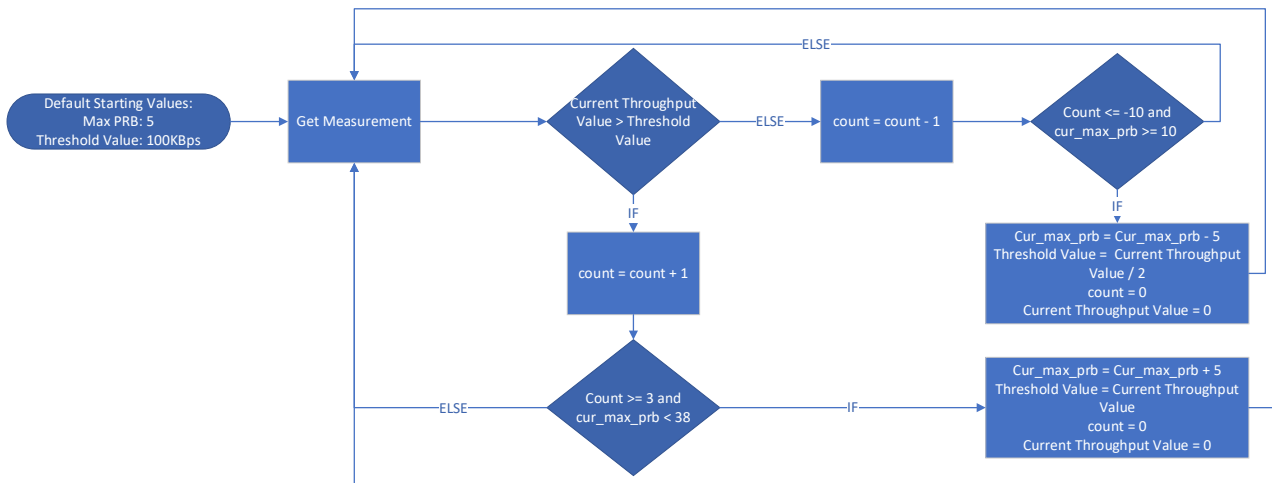 ELSE
Default Starting Values:
Max PRB: 5
Threshold Value: 100KBps
Get Measurement
Current Throughput
Value > Threshold
Value
ELSE
count = count - 1
Count <= -10 and
cur_max_prb >= 10
IF
IF
count = count + 1
Cur_max_prb = Cur_max_prb - 5
Threshold Value =  Current Throughput
Value / 2
count = 0
Current Throughput Value = 0
Count >= 3 and
cur_max_prb < 38
ELSE
IF
Cur_max_prb = Cur_max_prb + 5
Threshold Value = Current Throughput
Value
count = 0
Current Throughput Value = 0